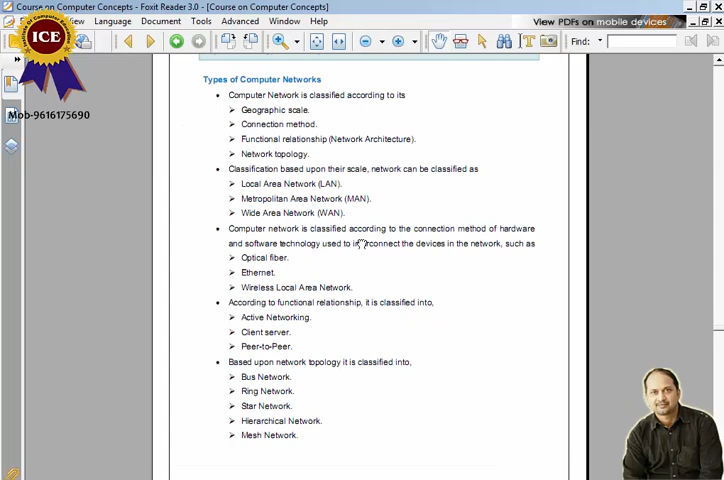 Course on Computer Concepts - Foxit Reader 3.0 - [Course on Computer Concepts]
Language Document Tools Advanced Window Help
View PDFs on mobile devices
Find:
ICE
Mob-9616175690
Types of Computer Networks
• Computer Network is classified according to its
➢ Geographic scale.
➢ Connection method.
➢ Functional relationship (Network Architecture).
➢ Network topology.
• Classification based upon their scale, network can be classified as
➢ Local Area Network (LAN).
➢ Metropolitan Area Network (MAN).
➢ Wide Area Network (WAN).
• Computer network is classified according to the connection method of hardware
and software technology used to interconnect the devices in the network, such as
➢ Optical fiber.
➢ Ethernet.
➢ Wireless Local Area Network.
• According to functional relationship, it is classified into,
➢ Active Networking.
➢ Client server.
➢ Peer-to-Peer.
• Based upon network topology it is classified into,
➢ Bus Network.
➢ Ring Network.
➢ Star Network.
➢ Hierarchical Network.
➢ Mesh Network.